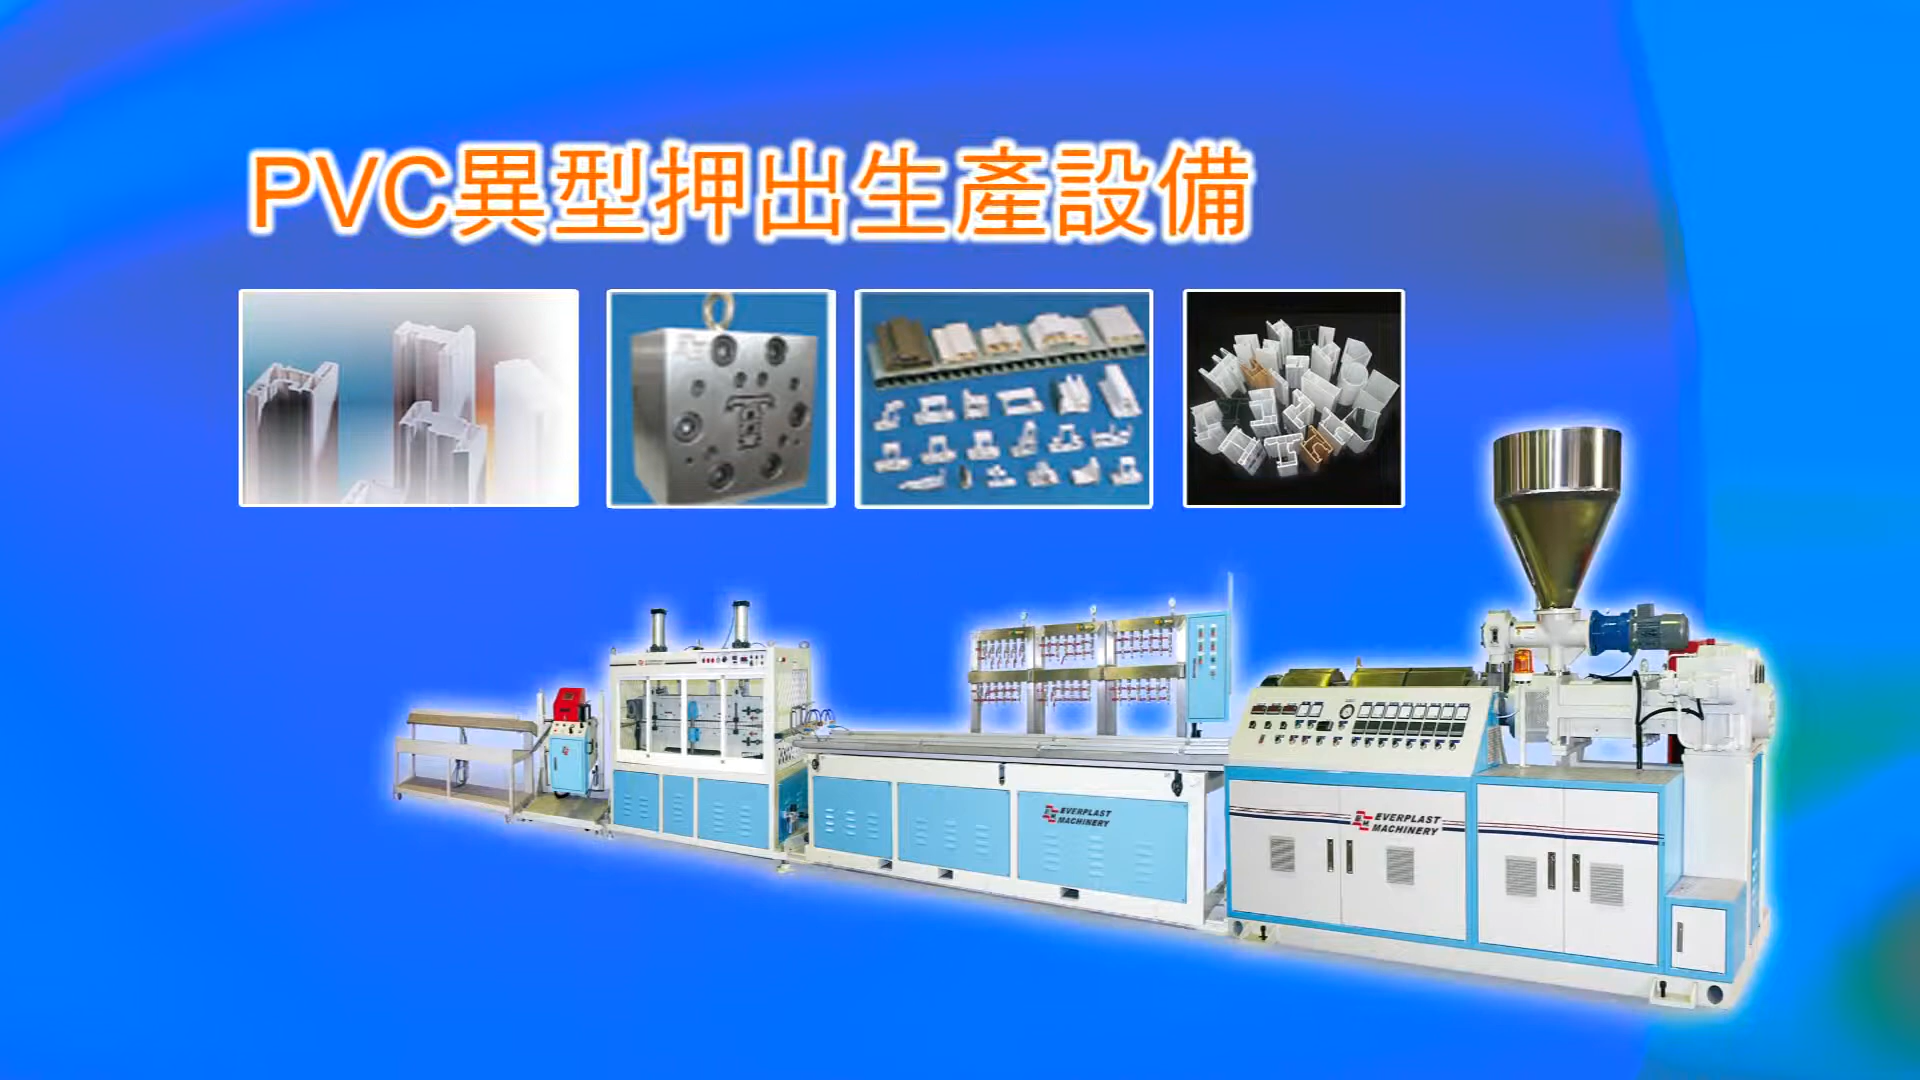 PVC異型押出生產設備
EVERPLAST
MACHINERY
EVERPLAST
MACHINERY